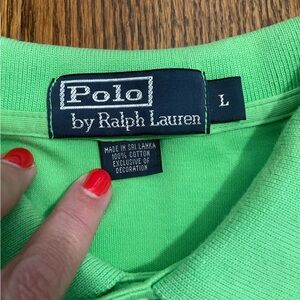 Polo
by Ralph Lauren
L
MADE IN SRI LANKA
100% COTTON
EXCLUSIVE OF
DECORATION